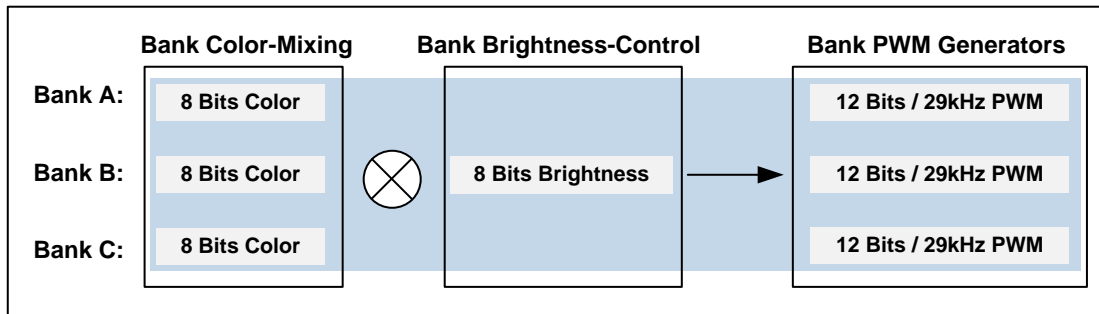 Bank Color-Mixing Bank Brightness-Control Bank PWM Generators
Bank A: 8 Bits Color 12 Bits / 29kHz PWM
Bank B: 8 Bits Color 8 Bits Brightness 12 Bits / 29kHz PWM
Bank C: 8 Bits Color 12 Bits / 29kHz PWM